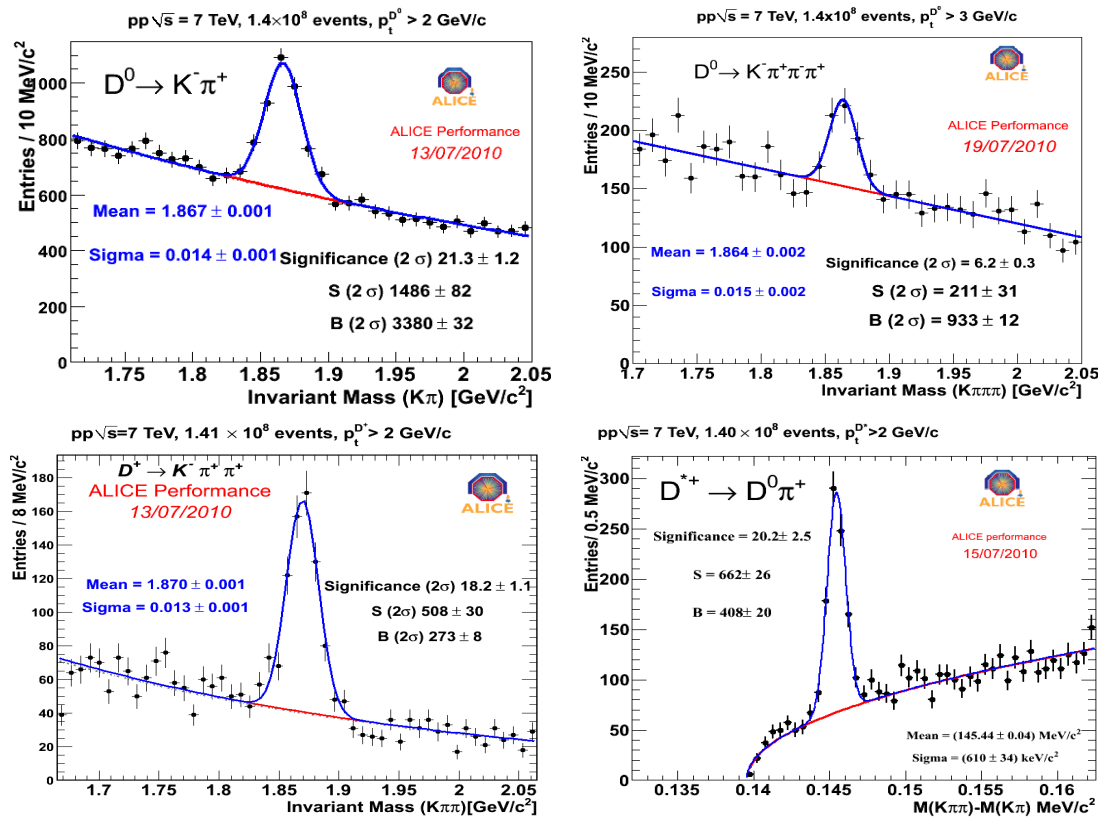 pp√s = 7 TeV, 1.4×10⁸ events, p_t^{D⁰} > 2 GeV/c
Entries / 10 MeV/c²
1000
800
600
400
200
0
D⁰ → K⁻π⁺
ALICE
ALICE Performance
13/07/2010
Mean = 1.867 ± 0.001
Sigma = 0.014 ± 0.001
Significance (2 σ) 21.3 ± 1.2
S (2 σ) 1486 ± 82
B (2 σ) 3380 ± 32
1.75 1.8 1.85 1.9 1.95 2 2.05
Invariant Mass (Kπ) [GeV/c²]
pp√s = 7 TeV, 1.4x10⁸ events, p_t^{D⁰} > 3 GeV/c
Entries / 10 MeV/c²
250
200
150
100
50
0
D⁰ → K⁻π⁺π⁻π⁺
ALICE
ALICE Performance
19/07/2010
Mean = 1.864 ± 0.002
Sigma = 0.015 ± 0.002
Significance (2 σ) = 6.2 ± 0.3
S (2 σ) = 211 ± 31
B (2 σ) = 933 ± 12
1.7 1.75 1.8 1.85 1.9 1.95 2 2.05
Invariant Mass (Kπππ) [GeV/c²]
pp√s=7 TeV, 1.41 × 10⁸ events, p_t^{D⁺} > 2 GeV/c
Entries / 8 MeV/c²
180
160
140
120
100
80
60
40
20
0
D⁺ → K⁻ π⁺ π⁺
ALICE Performance
13/07/2010
ALICE
Mean = 1.870 ± 0.001
Sigma = 0.013 ± 0.001
Significance (2σ) 18.2 ± 1.1
S (2σ) 508 ± 30
B (2σ) 273 ± 8
1.7 1.75 1.8 1.85 1.9 1.95 2 2.05
Invariant Mass (Kππ)[GeV/c²]
pp√s= 7 TeV, 1.40 × 10⁸ events, p_t^{D*}>2 GeV/c
Entries/ 0.5 MeV/c²
300
250
200
150
100
50
0
D*⁺ → D⁰π⁺
ALICE
ALICE performance
15/07/2010
Significance = 20.2± 2.5
S = 662± 26
B = 408± 20
Mean = (145.44 ± 0.04) MeV/c²
Sigma = (610 ± 34) keV/c²
0.135 0.14 0.145 0.15 0.155 0.16
M(Kππ)-M(Kπ) MeV/c²